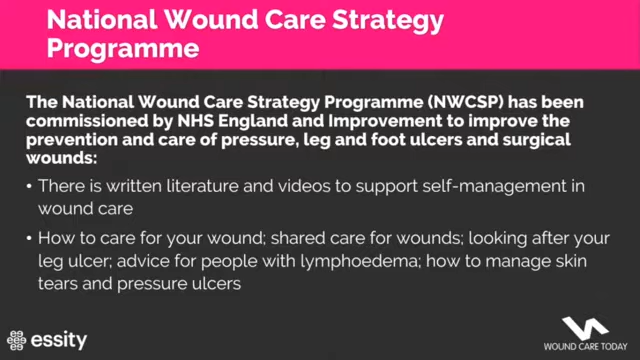 National Wound Care Strategy
Programme
The National Wound Care Strategy Programme (NWCSP) has been
commissioned by NHS England and Improvement to improve the
prevention and care of pressure, leg and foot ulcers and surgical
wounds:
• There is written literature and videos to support self-management in
wound care
• How to care for your wound; shared care for wounds; looking after your
leg ulcer; advice for people with lymphoedema; how to manage skin
tears and pressure ulcers
essity
WOUND CARE TODAY